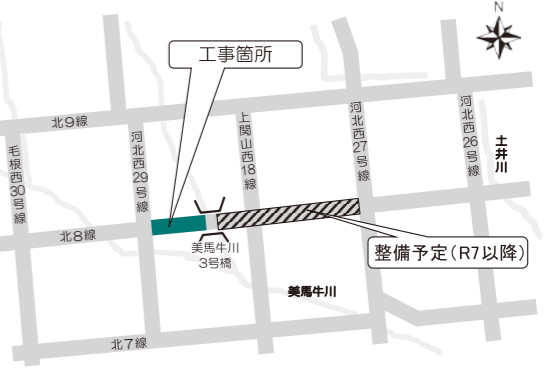 N
工事箇所
北9線
毛根西30号線
河北西29号線
上関山西18線
河北西27号線
河北西26号線
土井川
北8線
美馬牛川
3号橋
整備予定(R7以降)
美馬牛川
北7線